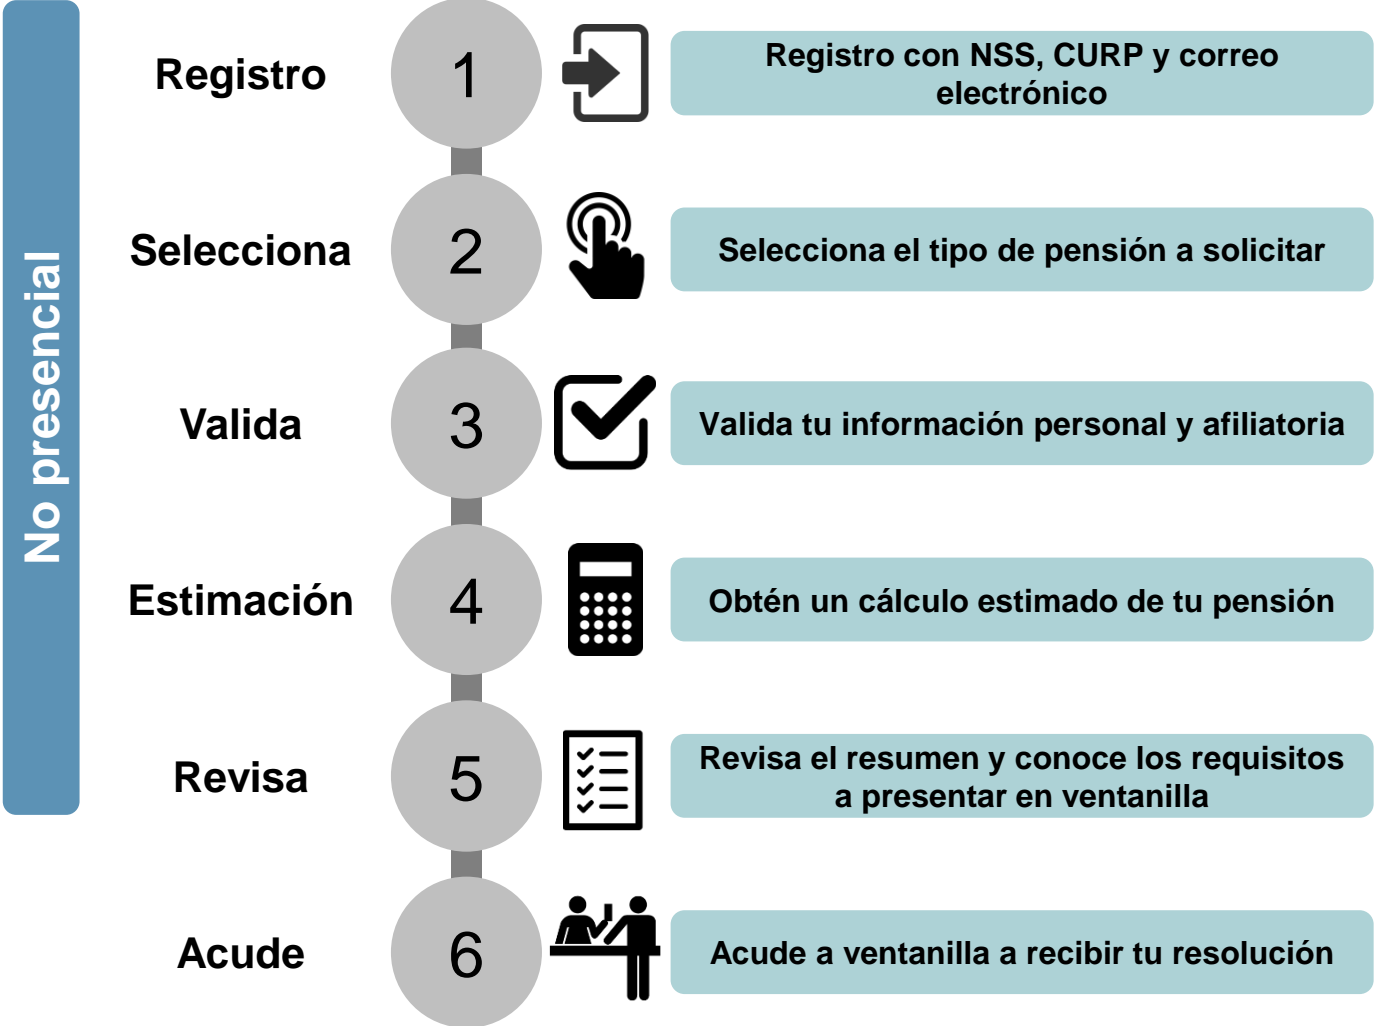 No presencial
Registro
1
Registro con NSS, CURP y correo
electrónico
Selecciona
2
Selecciona el tipo de pensión a solicitar
Valida
3
Valida tu información personal y afiliatoria
Estimación
4
Obtén un cálculo estimado de tu pensión
Revisa
5
Revisa el resumen y conoce los requisitos
a presentar en ventanilla
Acude
6
Acude a ventanilla a recibir tu resolución